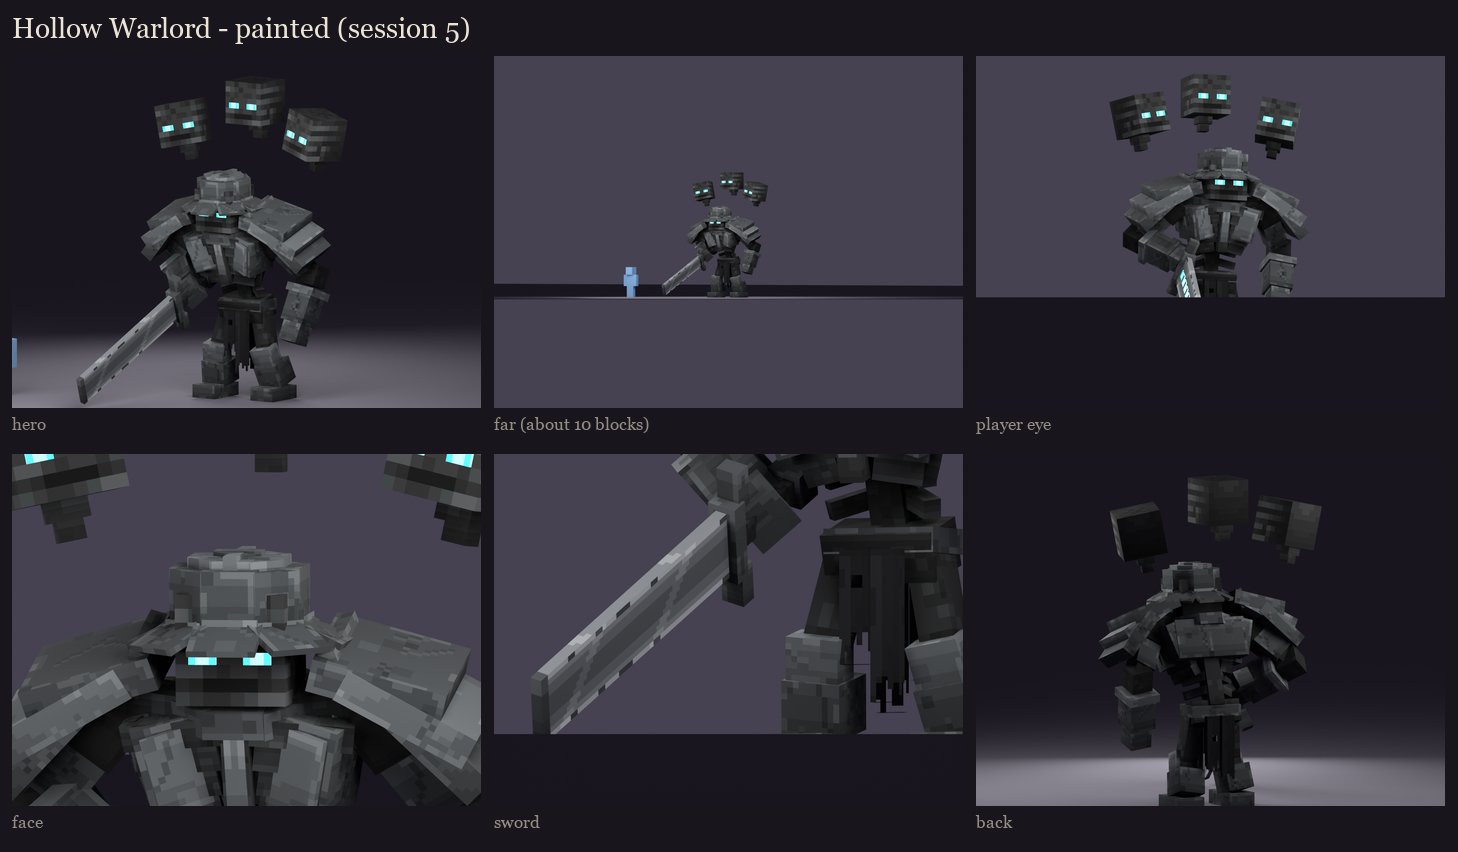 Hollow Warlord - painted (session 5)
hero
far (about 10 blocks)
player eye
face
sword
back